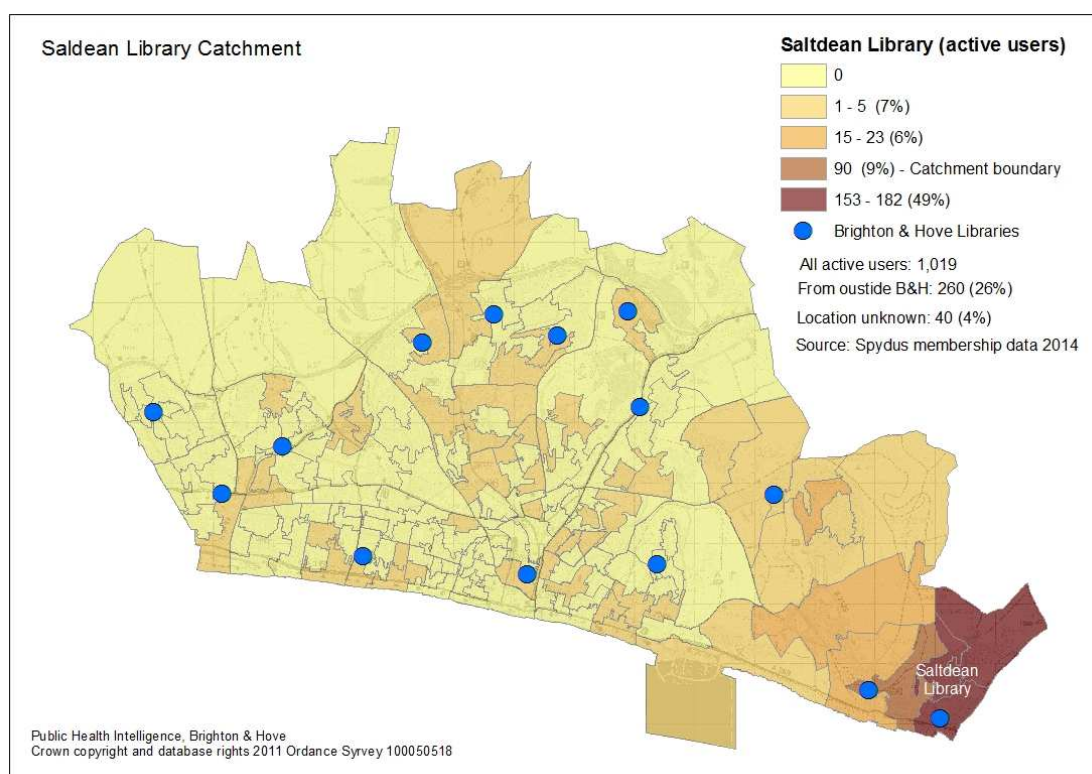 Saldean Library Catchment
Saltdean Library (active users)
0
1 - 5 (7%)
15 - 23 (6%)
90 (9%) - Catchment boundary
153 - 182 (49%)
Brighton & Hove Libraries
All active users: 1,019
From oustide B&H: 260 (26%)
Location unknown: 40 (4%)
Source: Spydus membership data 2014
Saltdean
Library
Public Health Intelligence, Brighton & Hove
Crown copyright and database rights 2011 Ordance Syrvey 100050518